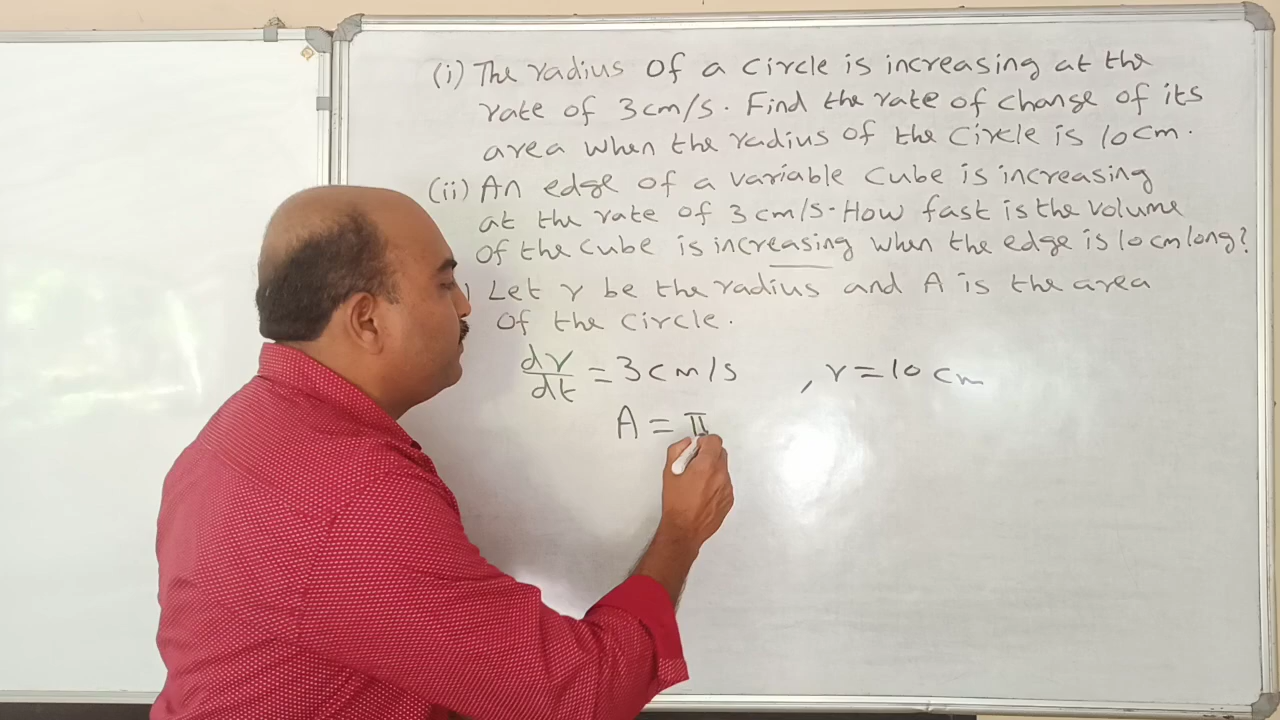 (i) The radius of a circle is increasing at the
rate of 3cm/s. Find the rate of change of its
area when the radius of the circle is 10cm.
(ii) An edge of a variable cube is increasing
at the rate of 3cm/s. How fast is the volume
of the cube is increasing when the edge is 10cm long?
) Let r be the radius and A is the area
of the circle.
dr/dt = 3cm/s , r = 10 cm
A = π